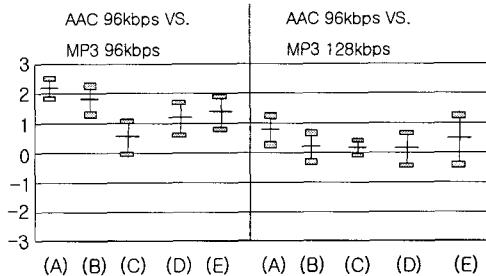 AAC 96kbps VS.
MP3 96kbps
AAC 96kbps VS.
MP3 128kbps
3
2
1
0
-1
-2
-3
(A) (B) (C) (D) (E) (A) (B) (C) (D) (E)